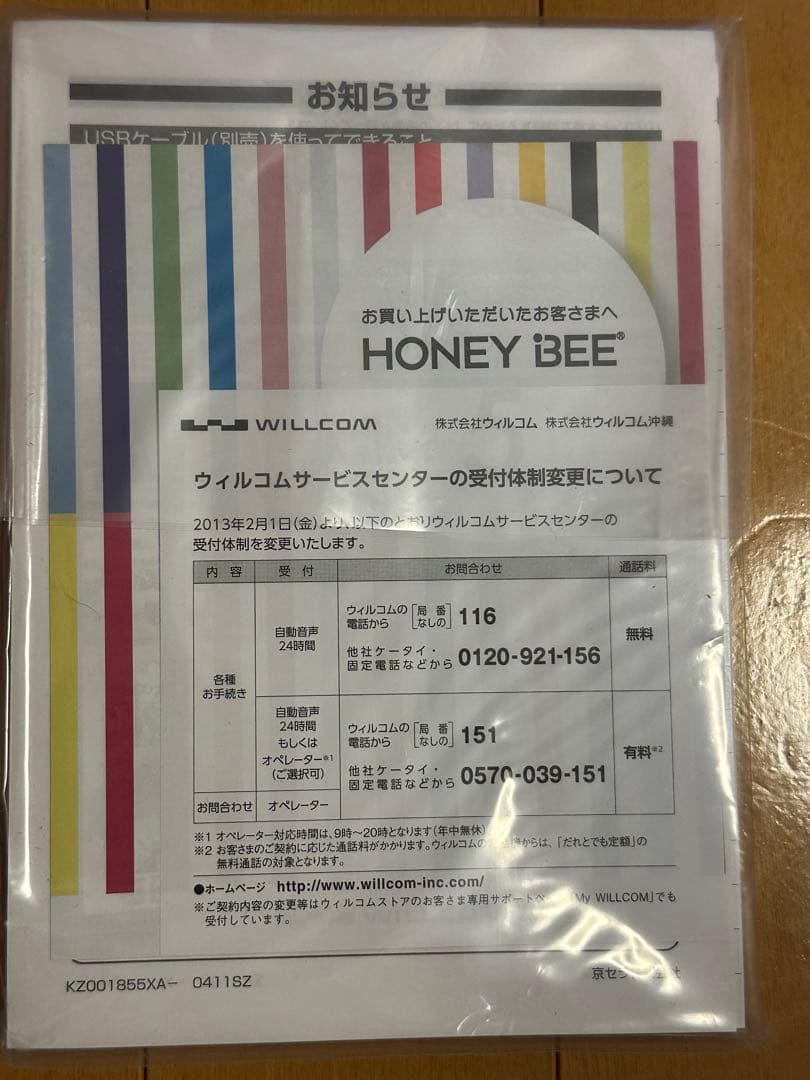 お知らせ
USBケーブル(別売)を使ってできること
お買い上げいただいたお客さまへ
HONEY BEE®
WILLCOM 株式会社ウィルコム 株式会社ウィルコム沖縄
ウィルコムサービスセンターの受付体制変更について
2013年2月1日(金)より、以下のとおりウィルコムサービスセンターの
受付体制を変更いたします。
内 容 受 付 お問合わせ 通話料
各種
お手続き
自動音声
24時間
ウィルコムの
電話から
[局 番
なしの]
116
他社ケータイ・
固定電話などから 0120-921-156
無料
自動音声
24時間
もしくは
オペレーター※1
(ご選択可)
ウィルコムの
電話から
[局 番
なしの]
151
他社ケータイ・
固定電話などから 0570-039-151
有料※2
お問合わせ オペレーター
※1 オペレーター対応時間は、9時~20時となります(年中無休)
※2 お客さまのご契約に応じた通話料がかかります。ウィルコムの からは、「だれとでも定額」の
無料通話の対象となります。
●ホームページ http://www.willcom-inc.com/
※ご契約内容の変更等はウィルコムストアのお客さま専用サポートペ My WILLCOM」でも
受付しています。
KZ001855XA- 0411SZ
京セ 社